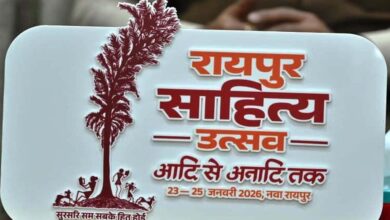 रायपुर
साहित्य
उत्सव
आदि से अनादि तक
23 — 25 जनवरी 2026, नवा रायपुर
सुरसरि सम सबके हित होई